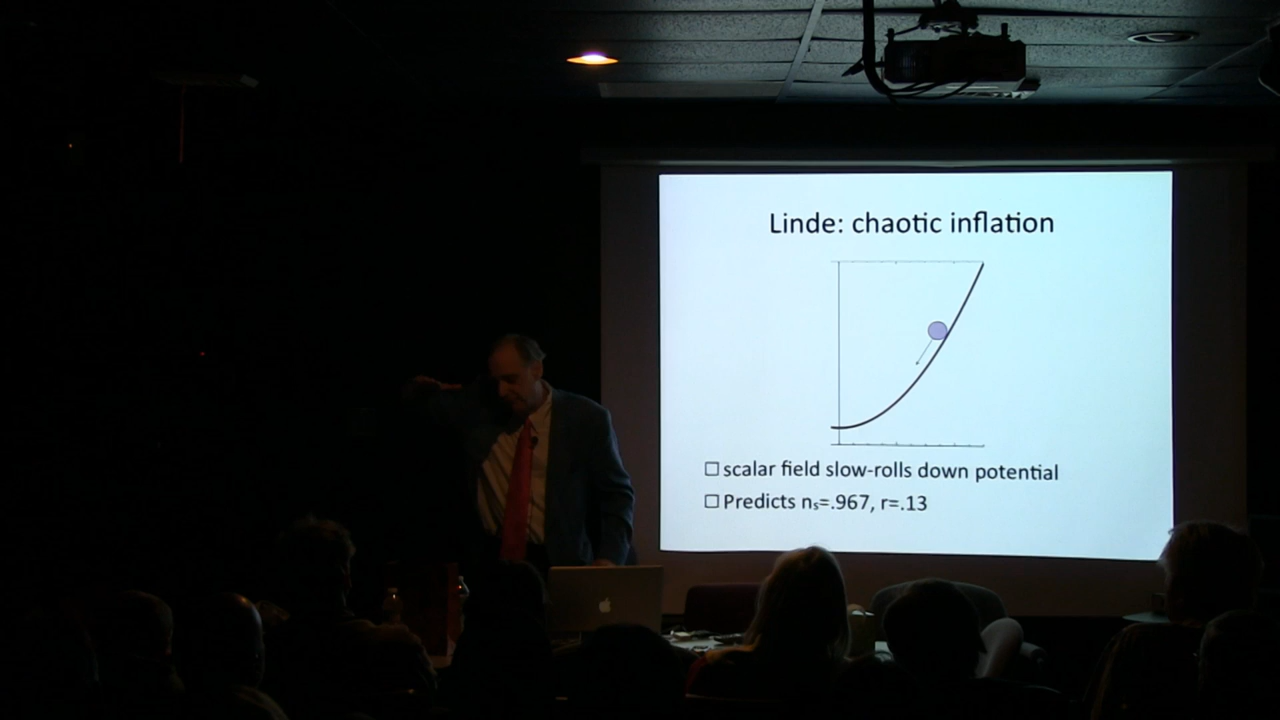 Linde: chaotic inflation
☐ scalar field slow-rolls down potential
☐ Predicts nₛ=.967, r=.13